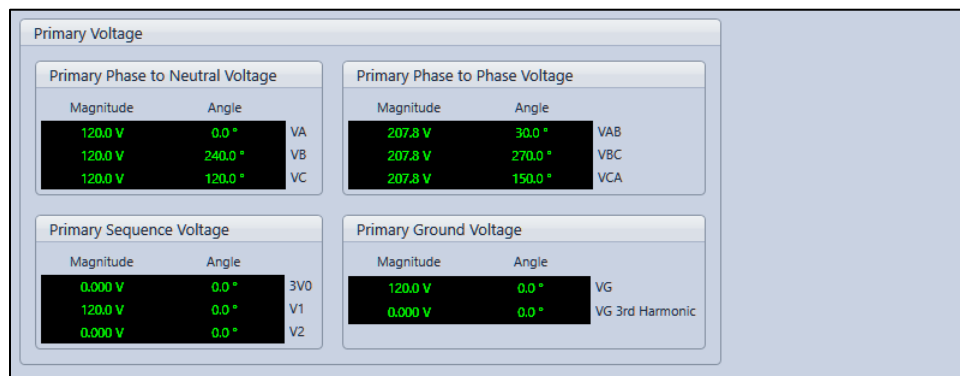 Primary Voltage
Primary Phase to Neutral Voltage
Magnitude Angle
120.0 V 0.0 ° VA
120.0 V 240.0 ° VB
120.0 V 120.0 ° VC
Primary Phase to Phase Voltage
Magnitude Angle
207.8 V 30.0 ° VAB
207.8 V 270.0 ° VBC
207.8 V 150.0 ° VCA
Primary Sequence Voltage
Magnitude Angle
0.000 V 0.0 ° 3V0
120.0 V 0.0 ° V1
0.000 V 0.0 ° V2
Primary Ground Voltage
Magnitude Angle
120.0 V 0.0 ° VG
0.000 V 0.0 ° VG 3rd Harmonic